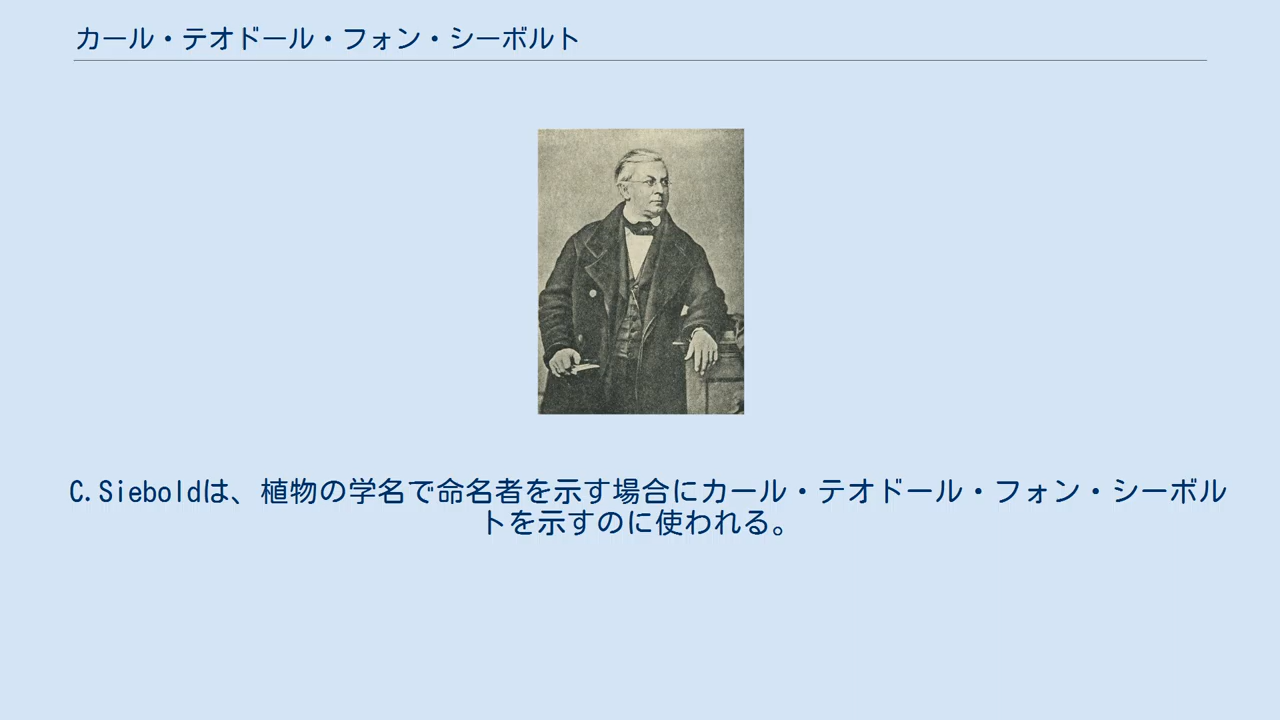 カール・テオドール・フォン・シーボルト
C.Sieboldは、植物の学名で命名者を示す場合にカール・テオドール・フォン・シーボル
トを示すのに使われる。